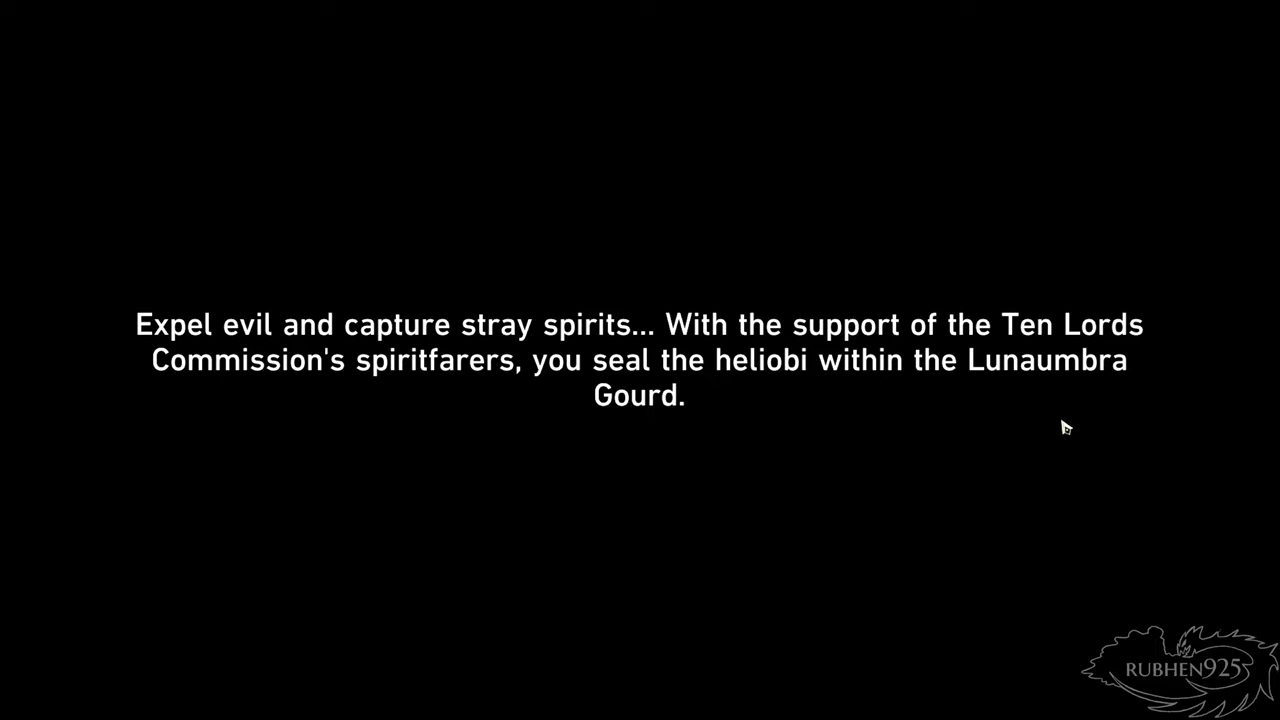 Expel evil and capture stray spirits... With the support of the Ten Lords
Commission's spiritfarers, you seal the heliobi within the Lunaumbra
Gourd.
RUBHEN925